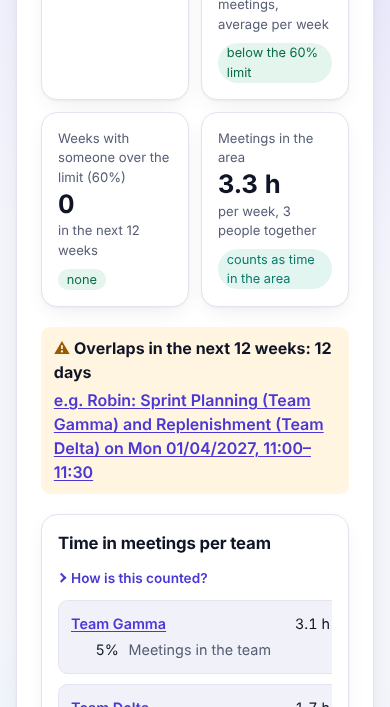 meetings,
average per week
below the 60%
limit
Weeks with
someone over the
limit (60%)
0
in the next 12
weeks
none
Meetings in the
area
3.3 h
per week, 3
people together
counts as time
in the area
Overlaps in the next 12 weeks: 12
days
e.g. Robin: Sprint Planning (Team
Gamma) and Replenishment (Team
Delta) on Mon 01/04/2027, 11:00–
11:30
Time in meetings per team
How is this counted?
Team Gamma 3.1 h
5% Meetings in the team
Team Delta 1.7 h